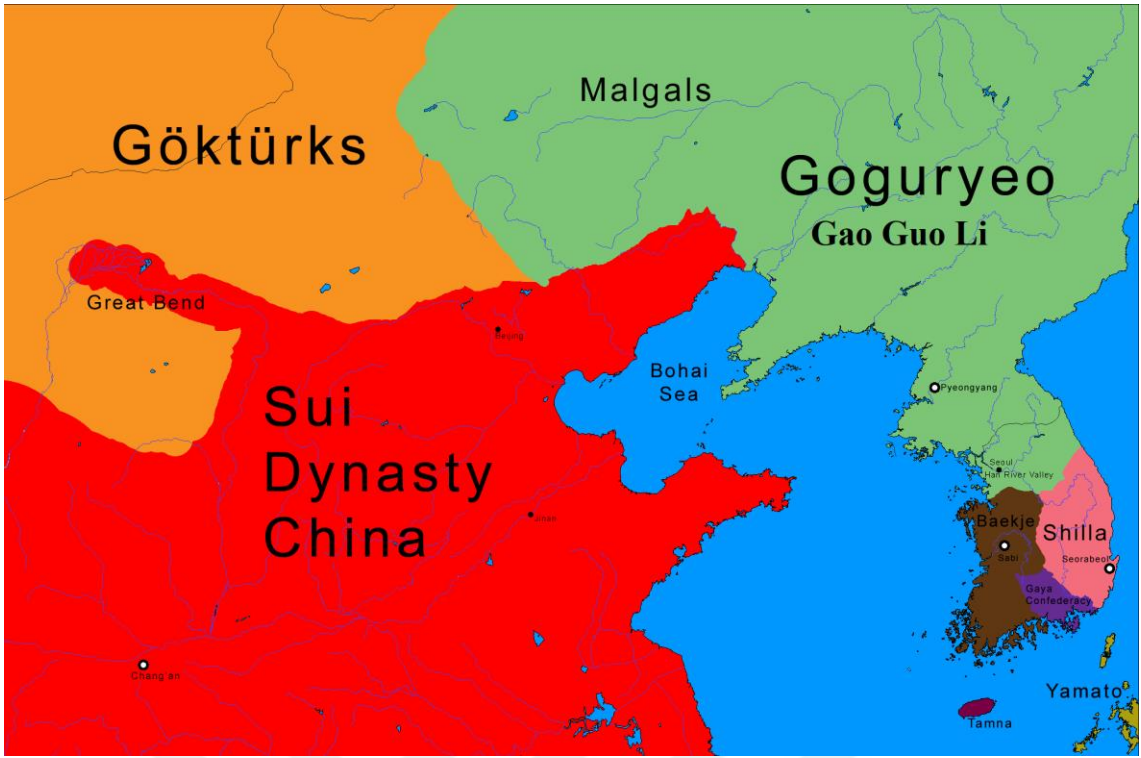 Malgals
Göktürks
Goguryeo
Gao Guo Li
Great Bend
Beijing
Bohai
Sea
Pyeongyang
Sui
Dynasty
China
Seoul
Han River Valley
Jinan
Baekje
Shilla
Sabi
Seorabeol
Gaya
Confederacy
Chang'an
Yamato
Tamna